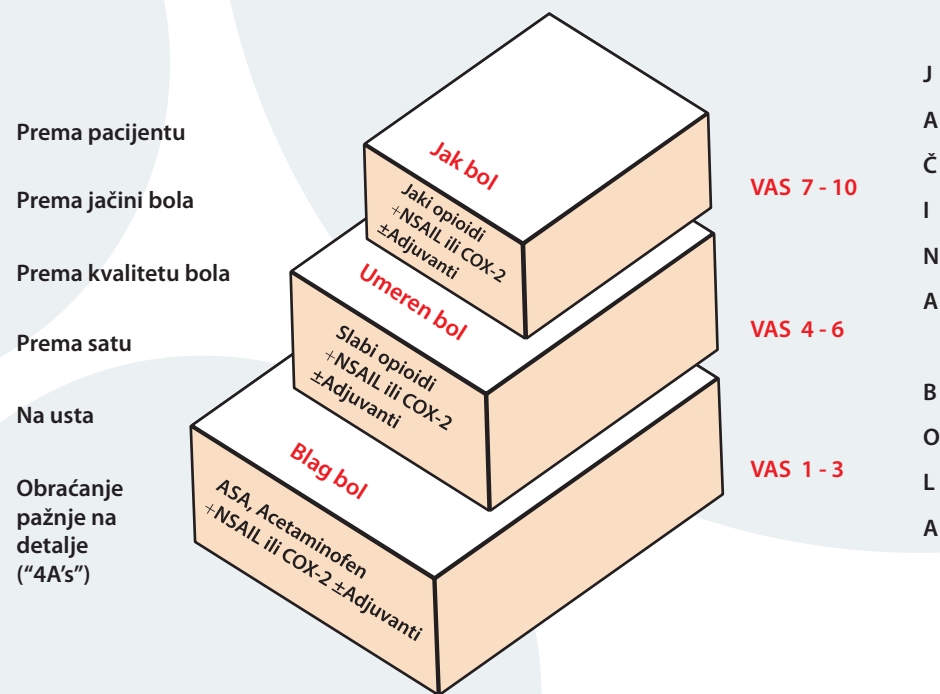 Prema pacijentu
Prema jačini bola
Prema kvalitetu bola
Prema satu
Na usta
Obraćanje
pažnje na
detalje
(“4A’s”)
Jak bol
Jaki opioidi
+NSAIL ili COX-2
±Adjuvanti
Umeren bol
Slabi opioidi
+NSAIL ili COX-2
±Adjuvanti
Blag bol
ASA, Acetaminofen
+NSAIL ili COX-2 ±Adjuvanti
VAS 7 - 10
VAS 4 - 6
VAS 1 - 3
J
A
Č
I
N
A
B
O
L
A